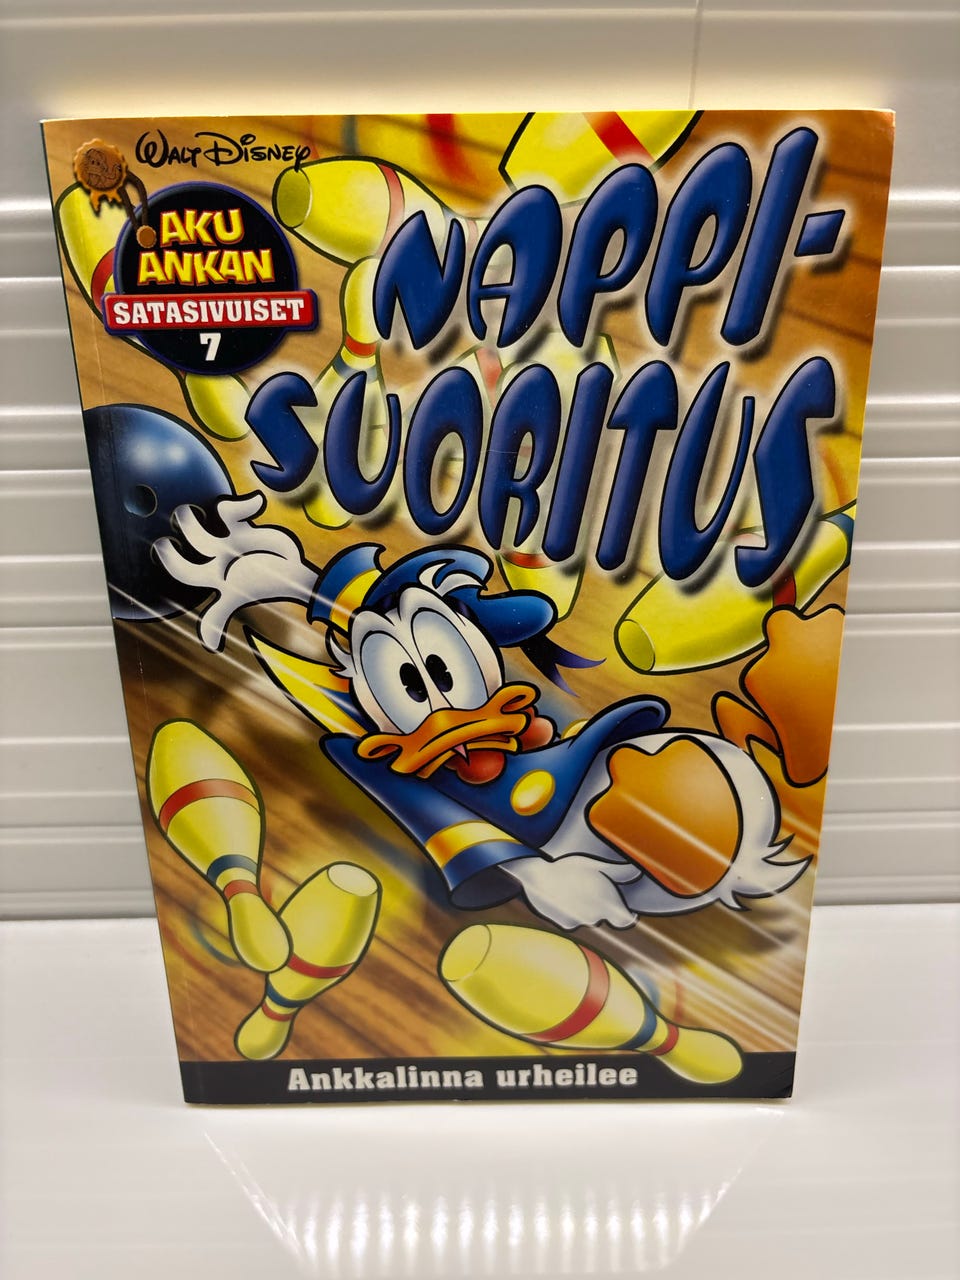 WALT DISNEY
AKU
ANKAN
SATASIVUISET
7
NAPPI-
SUORITUS
Ankkalinna urheilee